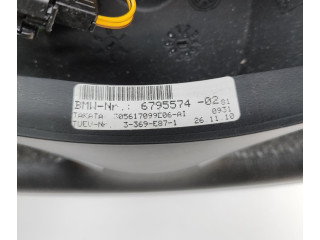 BMW-Nr.: 6795574 -02 01
TAKATA 305617099E06-AI 0931
TUEV-Nr. 3-369-E87-1 26 11 10